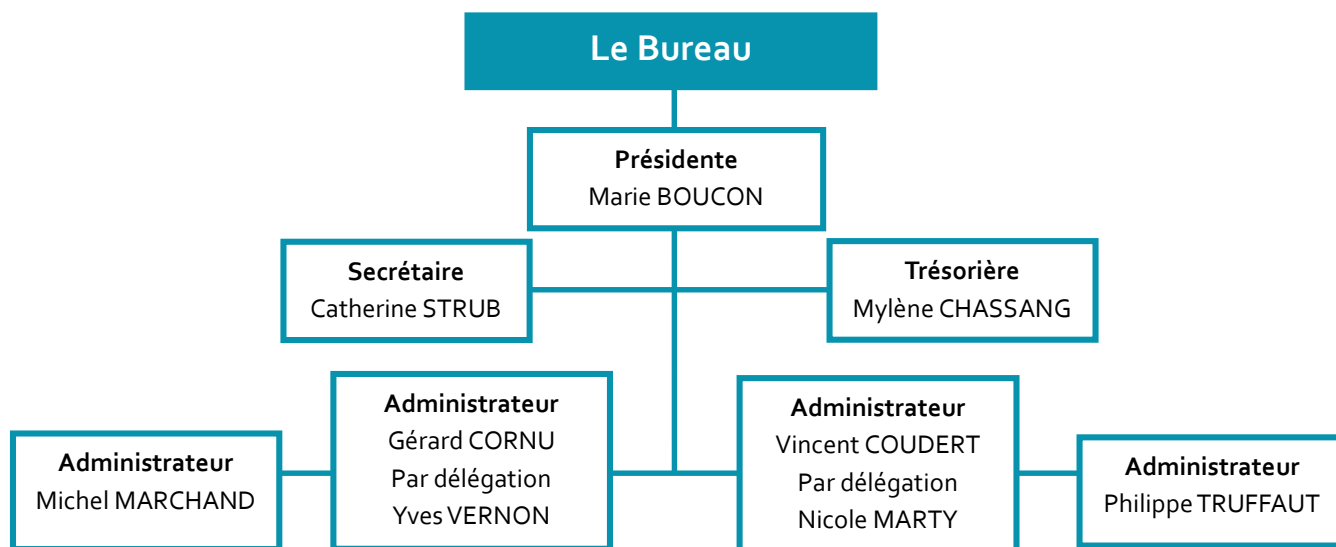 Le Bureau
Présidente
Marie BOUCON
Secrétaire
Catherine STRUB
Trésorière
Mylène CHASSANG
Administrateur
Michel MARCHAND
Administrateur
Gérard CORNU
Par délégation
Yves VERNON
Administrateur
Vincent COUDERT
Par délégation
Nicole MARTY
Administrateur
Philippe TRUFFAUT